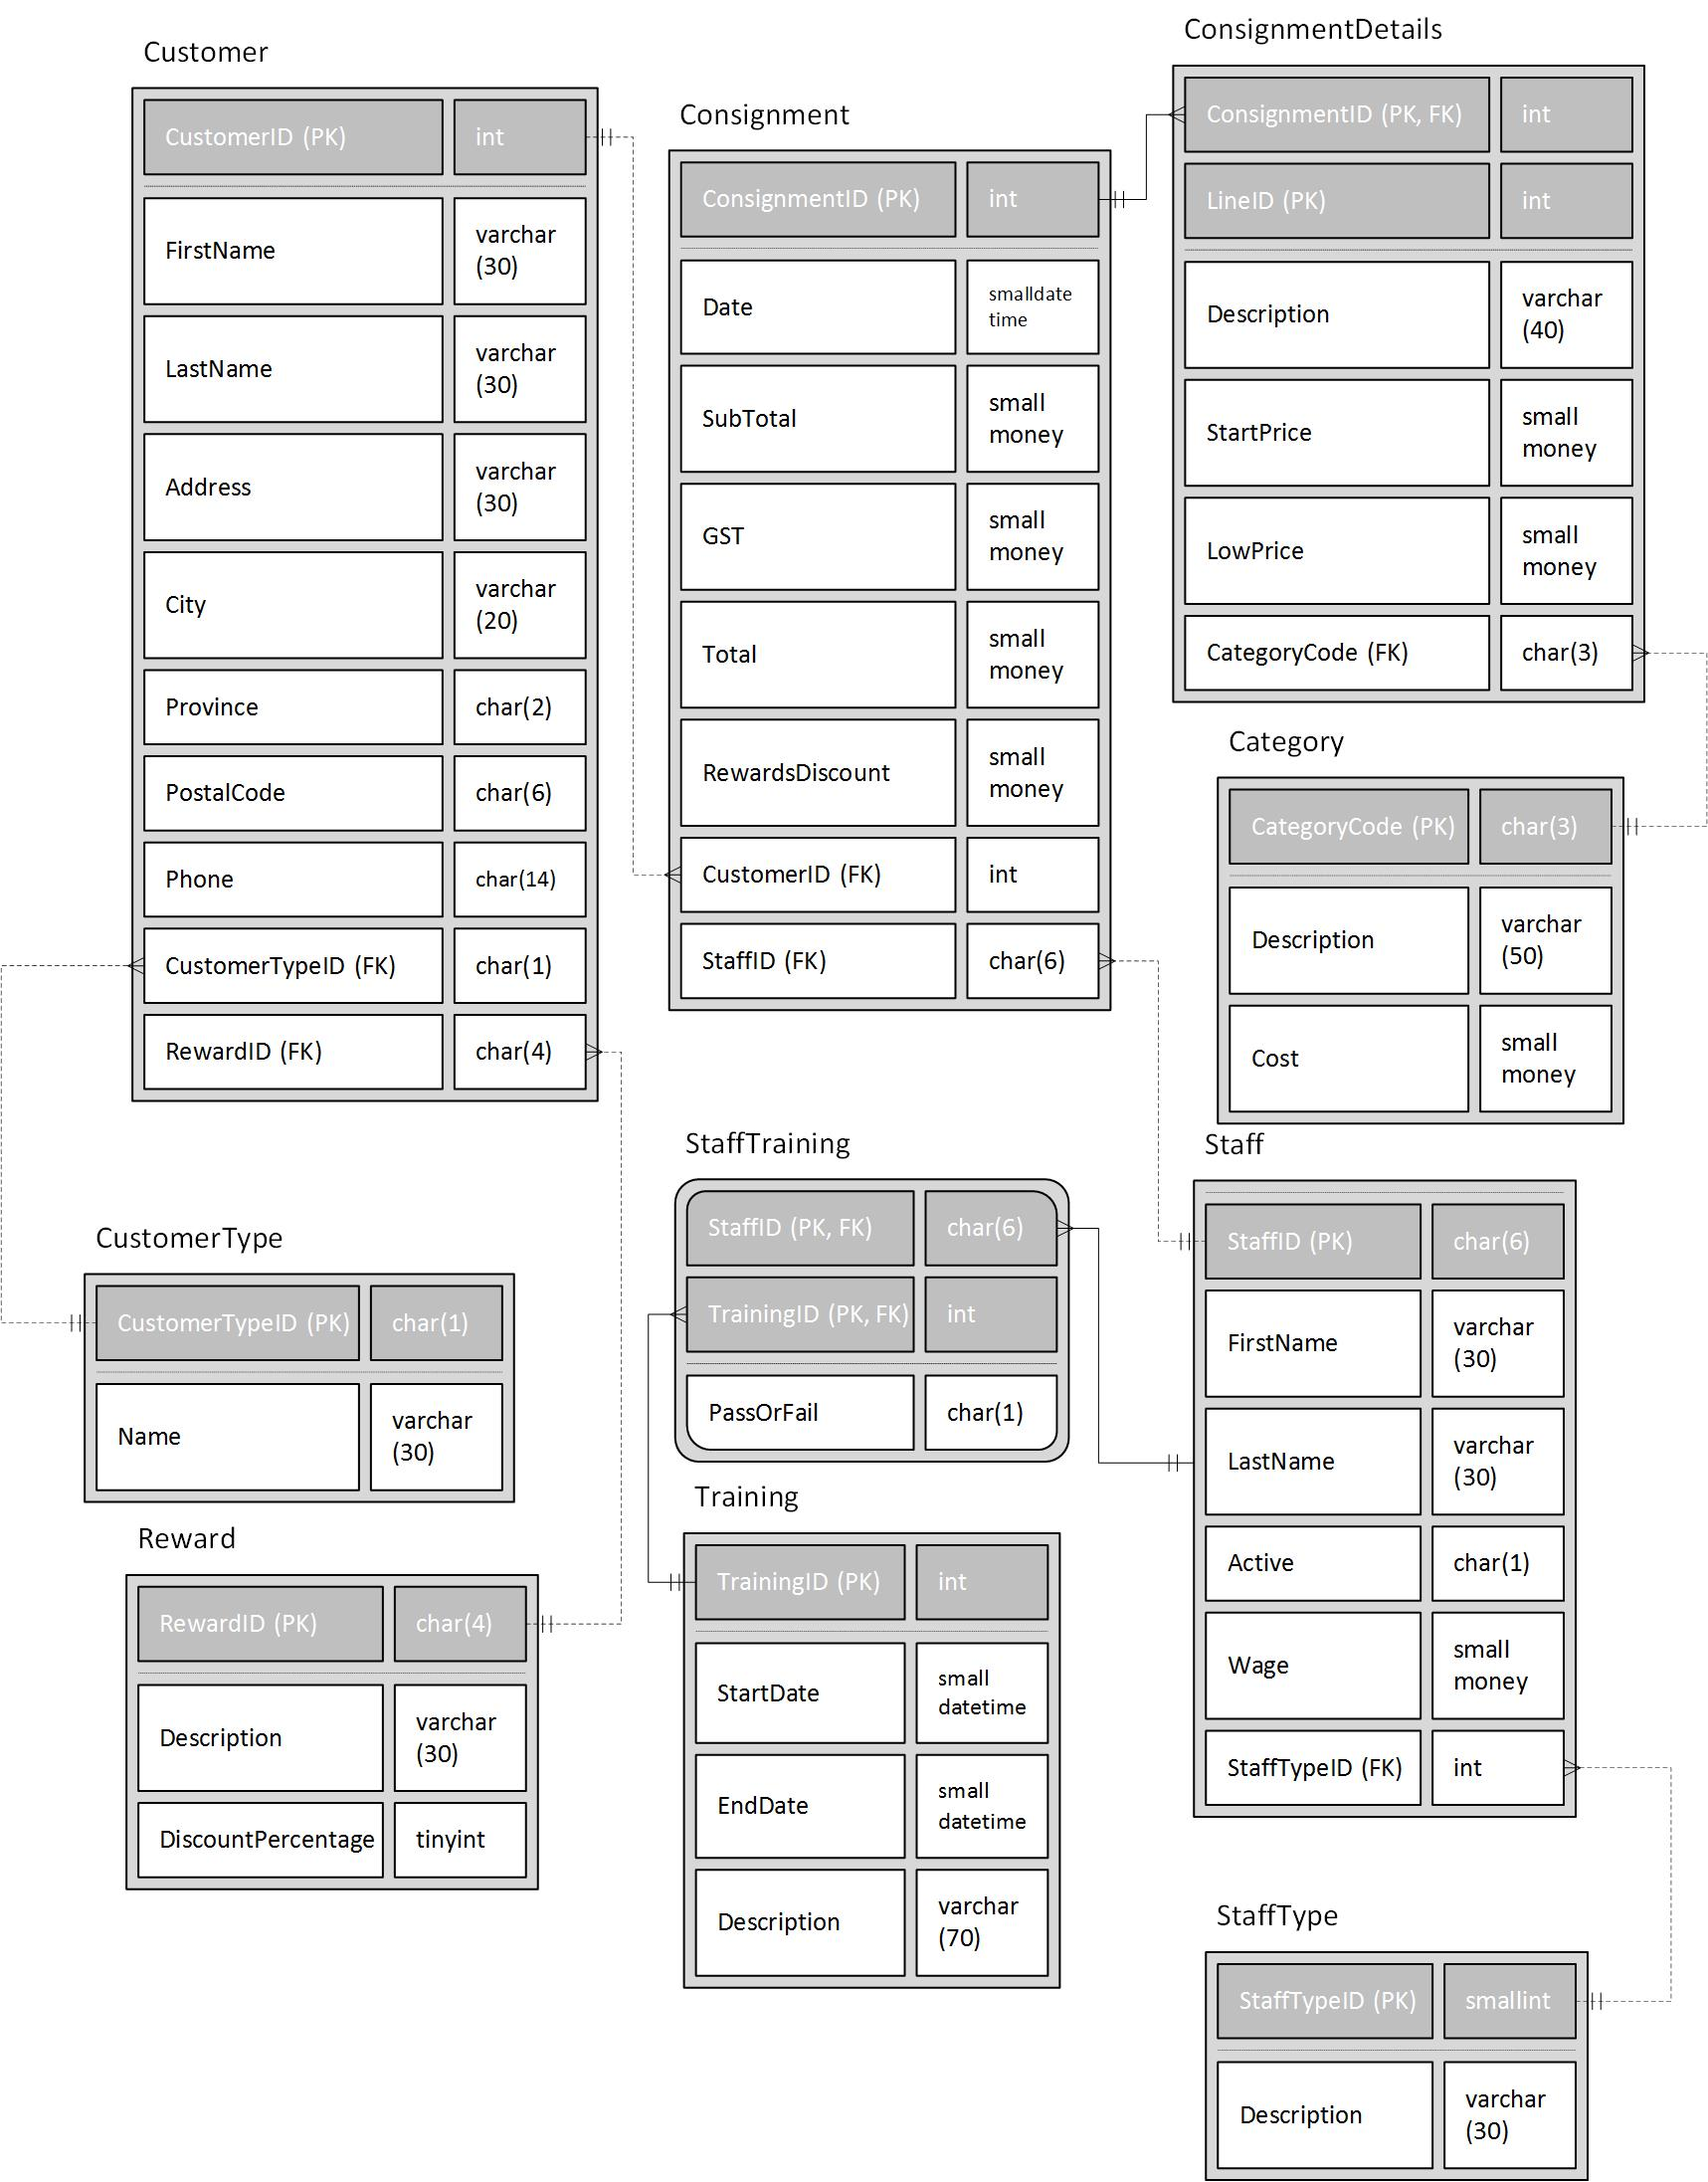 Customer
CustomerID (PK) int
FirstName varchar
(30)
LastName varchar
(30)
Address varchar
(30)
City varchar
(20)
Province char(2)
PostalCode char(6)
Phone char(14)
CustomerTypeID (FK) char(1)
RewardID (FK) char(4)
Consignment
ConsignmentID (PK) int
Date smalldate
time
SubTotal small
money
GST small
money
Total small
money
RewardsDiscount small
money
CustomerID (FK) int
StaffID (FK) char(6)
ConsignmentDetails
ConsignmentID (PK, FK) int
LineID (PK) int
Description varchar
(40)
StartPrice small
money
LowPrice small
money
CategoryCode (FK) char(3)
Category
CategoryCode (PK) char(3)
Description varchar
(50)
Cost small
money
CustomerType
CustomerTypeID (PK) char(1)
Name varchar
(30)
Reward
RewardID (PK) char(4)
Description varchar
(30)
DiscountPercentage tinyint
StaffTraining
StaffID (PK, FK) char(6)
TrainingID (PK, FK) int
PassOrFail char(1)
Training
TrainingID (PK) int
StartDate small
datetime
EndDate small
datetime
Description varchar
(70)
Staff
StaffID (PK) char(6)
FirstName varchar
(30)
LastName varchar
(30)
Active char(1)
Wage small
money
StaffTypeID (FK) int
StaffType
StaffTypeID (PK) smallint
Description varchar
(30)